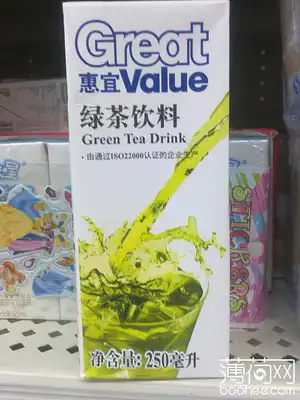 Great
惠宜Value
绿茶饮料
Green Tea Drink
·由通过ISO22000认证的企业生产
净含量:250毫升
薄荷网
boohee.com